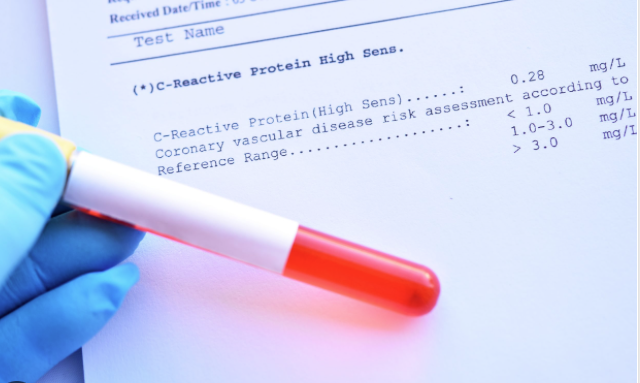 Received Date/Time :
Test Name
(*)C-Reactive Protein High Sens.
C-Reactive Protein(High Sens)......: 0.28 mg/L
Coronary vascular disease risk assessment according to
Reference Range....................: < 1.0 mg/L
1.0-3.0 mg/L
> 3.0 mg/L